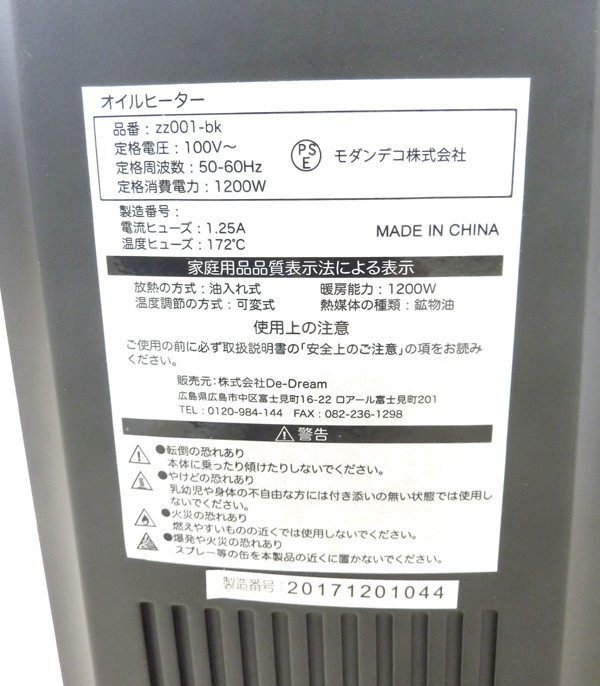 オイルヒーター
品番：zz001-bk
定格電圧：100V～
定格周波数：50-60Hz
定格消費電力：1200W
PS
E
モダンデコ株式会社
製造番号：
電流ヒューズ：1.25A
温度ヒューズ：172℃
MADE IN CHINA
家庭用品品質表示法による表示
放熱の方式：油入れ式 暖房能力：1200W
温度調節の方式：可変式 熱媒体の種類：鉱物油
使用上の注意
ご使用の前に必ず取扱説明書の「安全上のご注意」の項をお読み
ください。
販売元：株式会社De-Dream
広島県広島市中区富士見町16-22 ロアール富士見町201
TEL：0120-984-144 FAX：082-236-1298
警告
●転倒の恐れあり
本体に乗ったり傾けたりしないでください。
●やけどの恐れあり
乳幼児や身体の不自由な方には付き添いの無い状態では使用し
ないでください。
●火災の恐れあり
燃えやすいものの近くでは使用しないでください。
●爆発や火災の恐れあり
スプレー等の缶を本製品の近くに置かないでください。
製造番号：20171201044